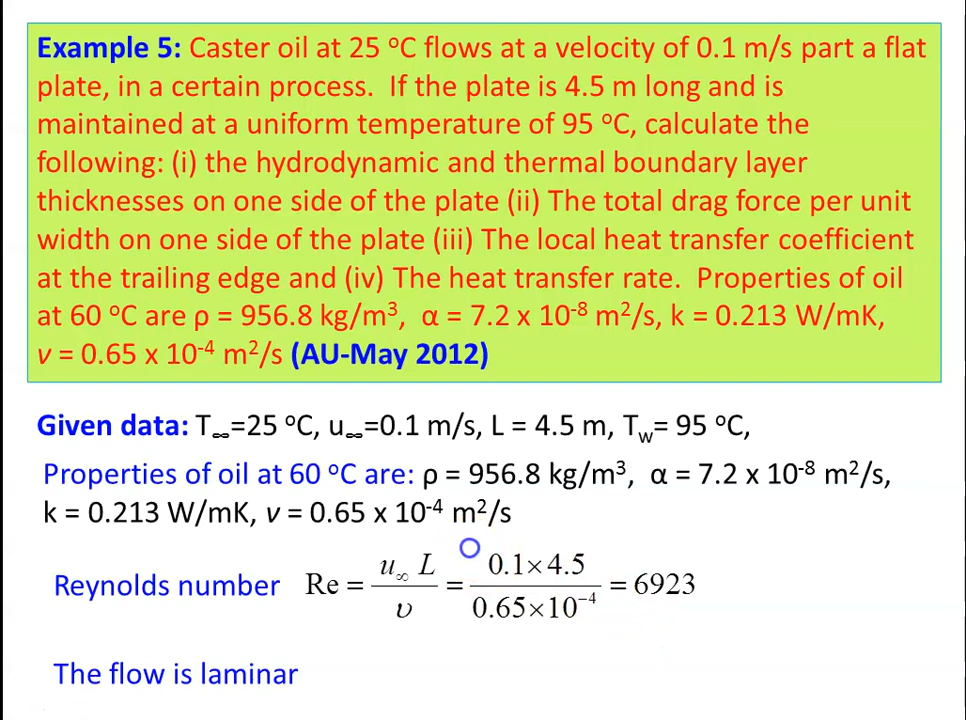 Example 5: Caster oil at 25 ºC flows at a velocity of 0.1 m/s part a flat
plate, in a certain process. If the plate is 4.5 m long and is
maintained at a uniform temperature of 95 ºC, calculate the
following: (i) the hydrodynamic and thermal boundary layer
thicknesses on one side of the plate (ii) The total drag force per unit
width on one side of the plate (iii) The local heat transfer coefficient
at the trailing edge and (iv) The heat transfer rate. Properties of oil
at 60 ºC are ρ = 956.8 kg/m³, α = 7.2 x 10⁻⁸ m²/s, k = 0.213 W/mK,
ν = 0.65 x 10⁻⁴ m²/s (AU-May 2012)
Given data: T∞=25 ºC, u∞=0.1 m/s, L = 4.5 m, Tw= 95 ºC,
Properties of oil at 60 ºC are: ρ = 956.8 kg/m³, α = 7.2 x 10⁻⁸ m²/s,
k = 0.213 W/mK, ν = 0.65 x 10⁻⁴ m²/s
Reynolds number Re = u∞ L / υ = 0.1×4.5 / 0.65×10⁻⁴ = 6923
The flow is laminar